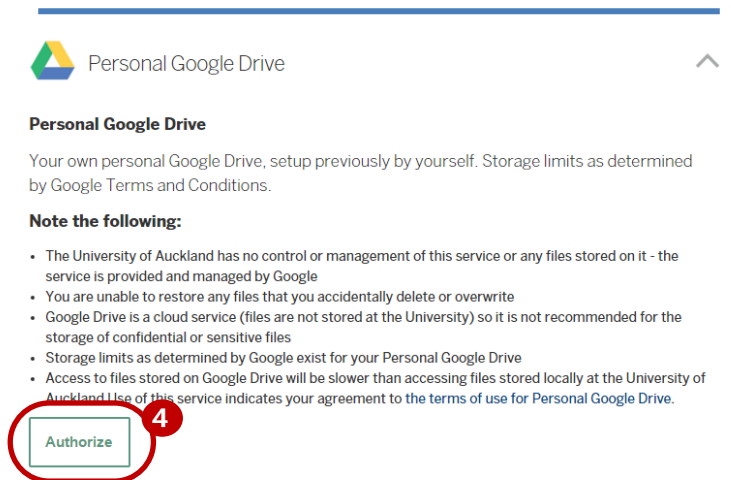 Personal Google Drive
Personal Google Drive
Your own personal Google Drive, setup previously by yourself. Storage limits as determined
by Google Terms and Conditions.
Note the following:
• The University of Auckland has no control or management of this service or any files stored on it - the
service is provided and managed by Google
• You are unable to restore any files that you accidentally delete or overwrite
• Google Drive is a cloud service (files are not stored at the University) so it is not recommended for the
storage of confidential or sensitive files
• Storage limits as determined by Google exist for your Personal Google Drive
• Access to files stored on Google Drive will be slower than accessing files stored locally at the University of
Auckland Use of this service indicates your agreement to the terms of use for Personal Google Drive.
4
Authorize